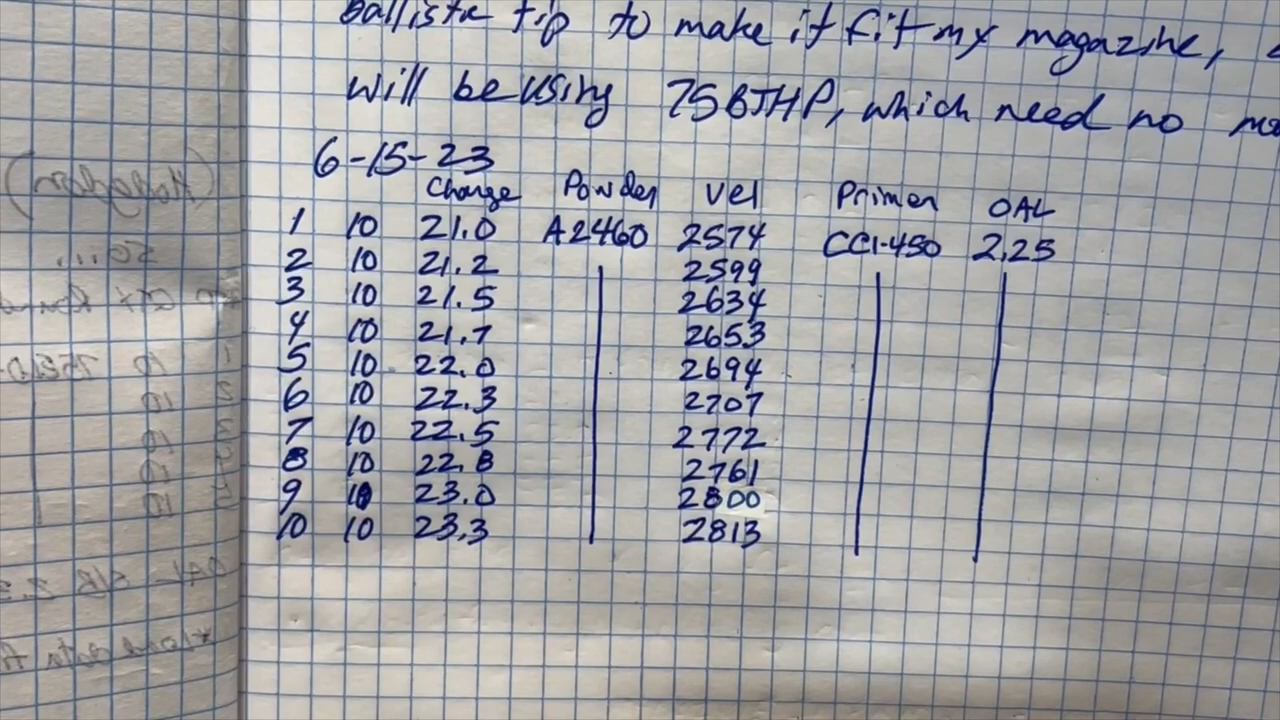 ballistic tip to make it fit my magazine,
will be using 75 BTHP, which need no
6-15-23
Charge Powder Vel Primer OAL
1 10 21.0 A2460 2574 CCI-450 2.25
2 10 21.2 2599
3 10 21.5 2634
4 10 21.7 2653
5 10 22.0 2694
6 10 22.3 2707
7 10 22.5 2772
8 10 22.8 2761
9 10 23.0 2800
10 10 23.3 2813